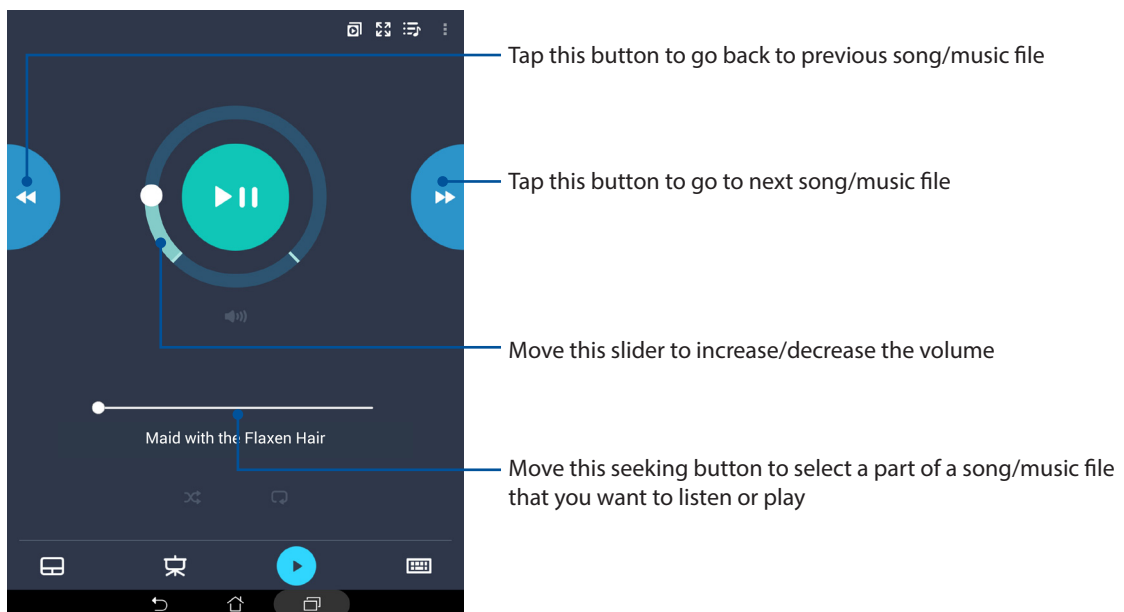 Tap this button to go back to previous song/music file
Tap this button to go to next song/music file
Move this slider to increase/decrease the volume
Maid with the Flaxen Hair
Move this seeking button to select a part of a song/music file
that you want to listen or play